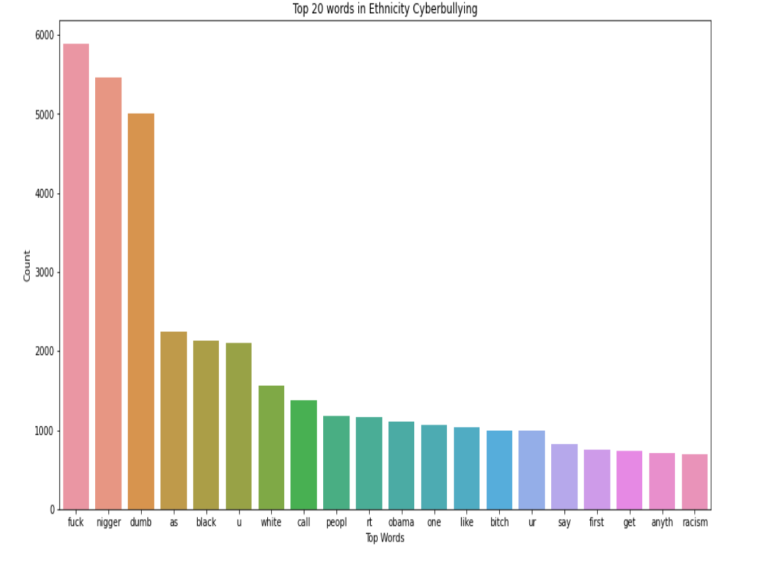 Top 20 words in Ethnicity Cyberbullying
6000
5000
4000
3000
2000
1000
0
Count
fuck nigger dumb as black u white call peopl rt obama one like bitch ur say first get anyth racism
Top Words